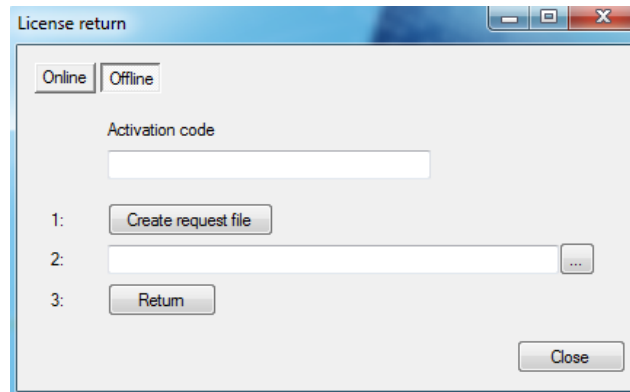 License return
Online Offline
Activation code
1: Create request file
2: ...
3: Return
Close